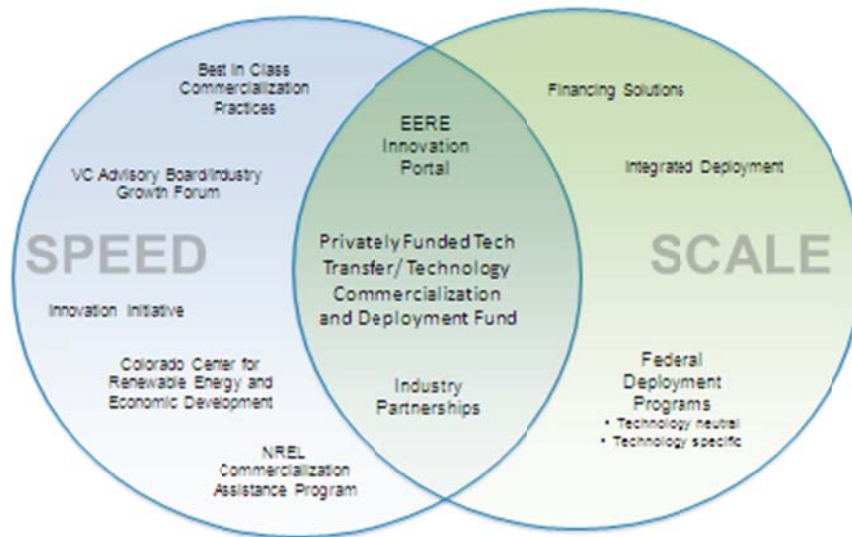 Best in Class
Commercialization
Practices
VC Advisory Board/Industry
Growth Forum
SPEED
Innovation Initiative
Colorado Center for
Renewable Energy and
Economic Development
NREL
Commercialization
Assistance Program
EERE
Innovation
Portal
Privately Funded Tech
Transfer/ Technology
Commercialization
and Deployment Fund
Industry
Partnerships
Financing Solutions
Integrated Deployment
SCALE
Federal
Deployment
Programs
• Technology neutral
• Technology specific